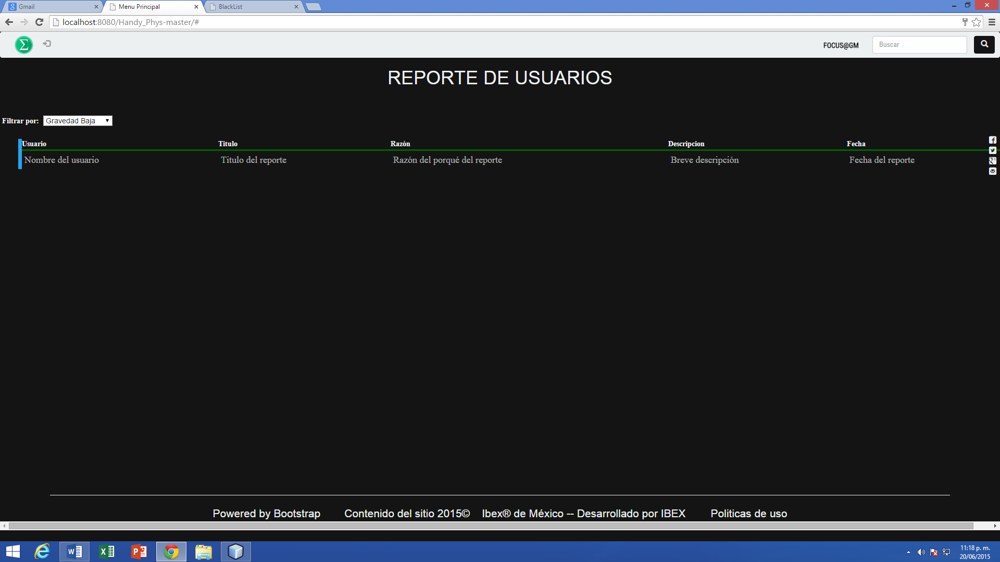 Gmail
Menu Principal
BlackList
localhost:8080/Handy_Phys-master/#
Σ
FOCUS@GM
Buscar
REPORTE DE USUARIOS
Filtrar por: Gravedad Baja
Usuario Titulo Razón Descripcion Fecha
Nombre del usuario Titulo del reporte Razón del porqué del reporte Breve descripción Fecha del reporte
Powered by Bootstrap Contenido del sitio 2015© Ibex® de México -- Desarrollado por IBEX Politicas de uso
11:18 p. m.
20/06/2015